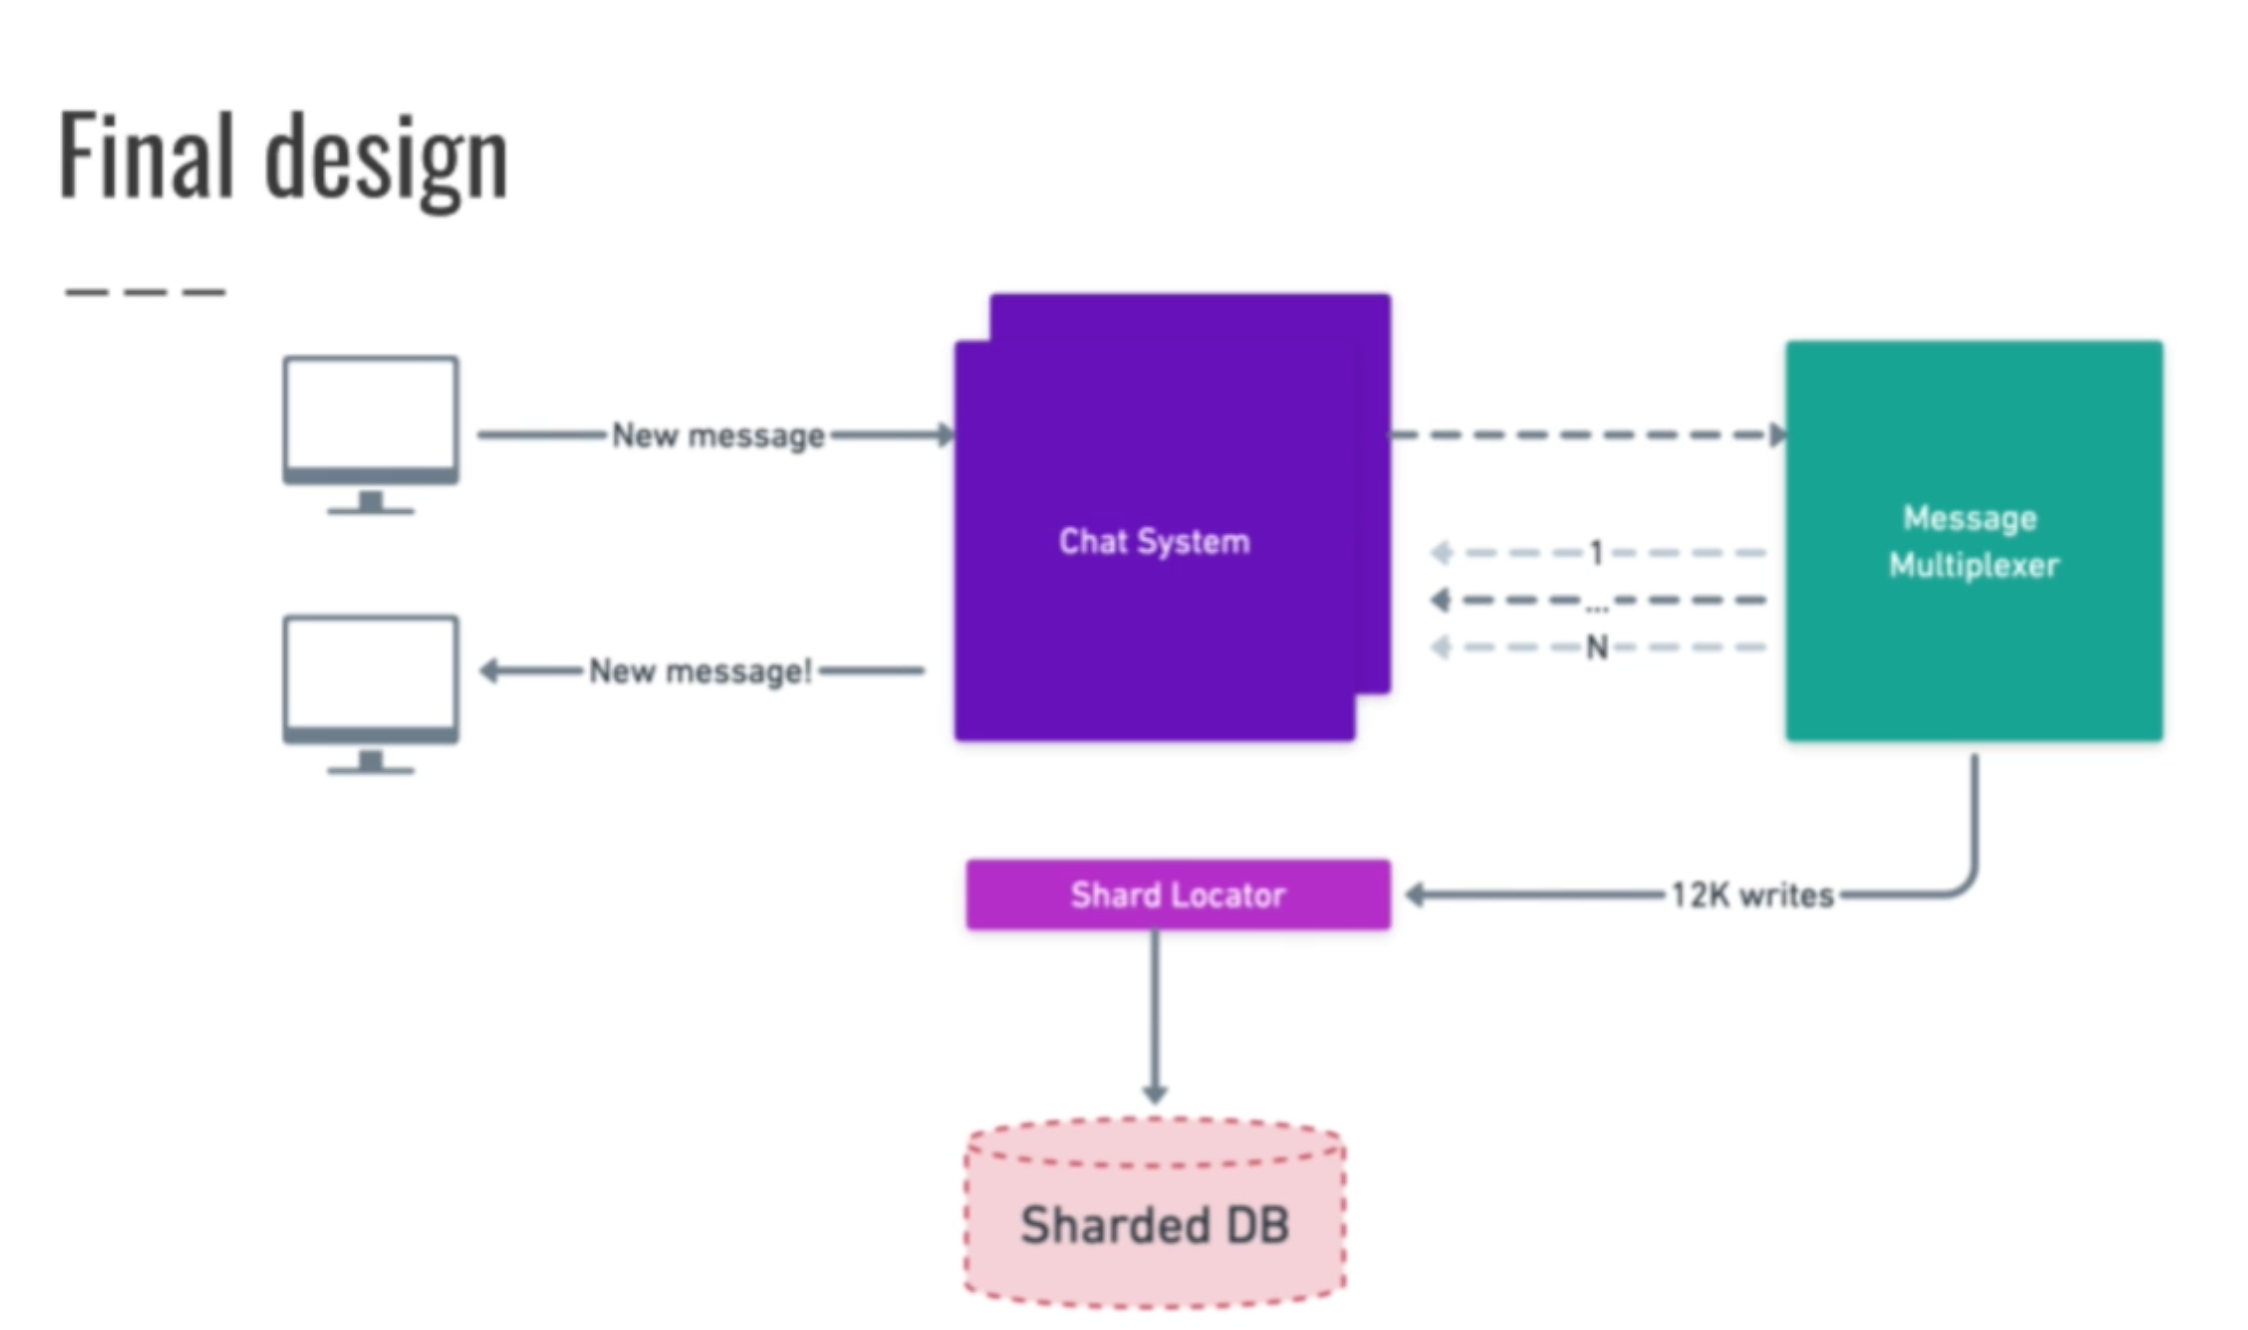 Final design
New message
Chat System
Message
Multiplexer
1
...
N
New message!
Shard Locator
12K writes
Sharded DB